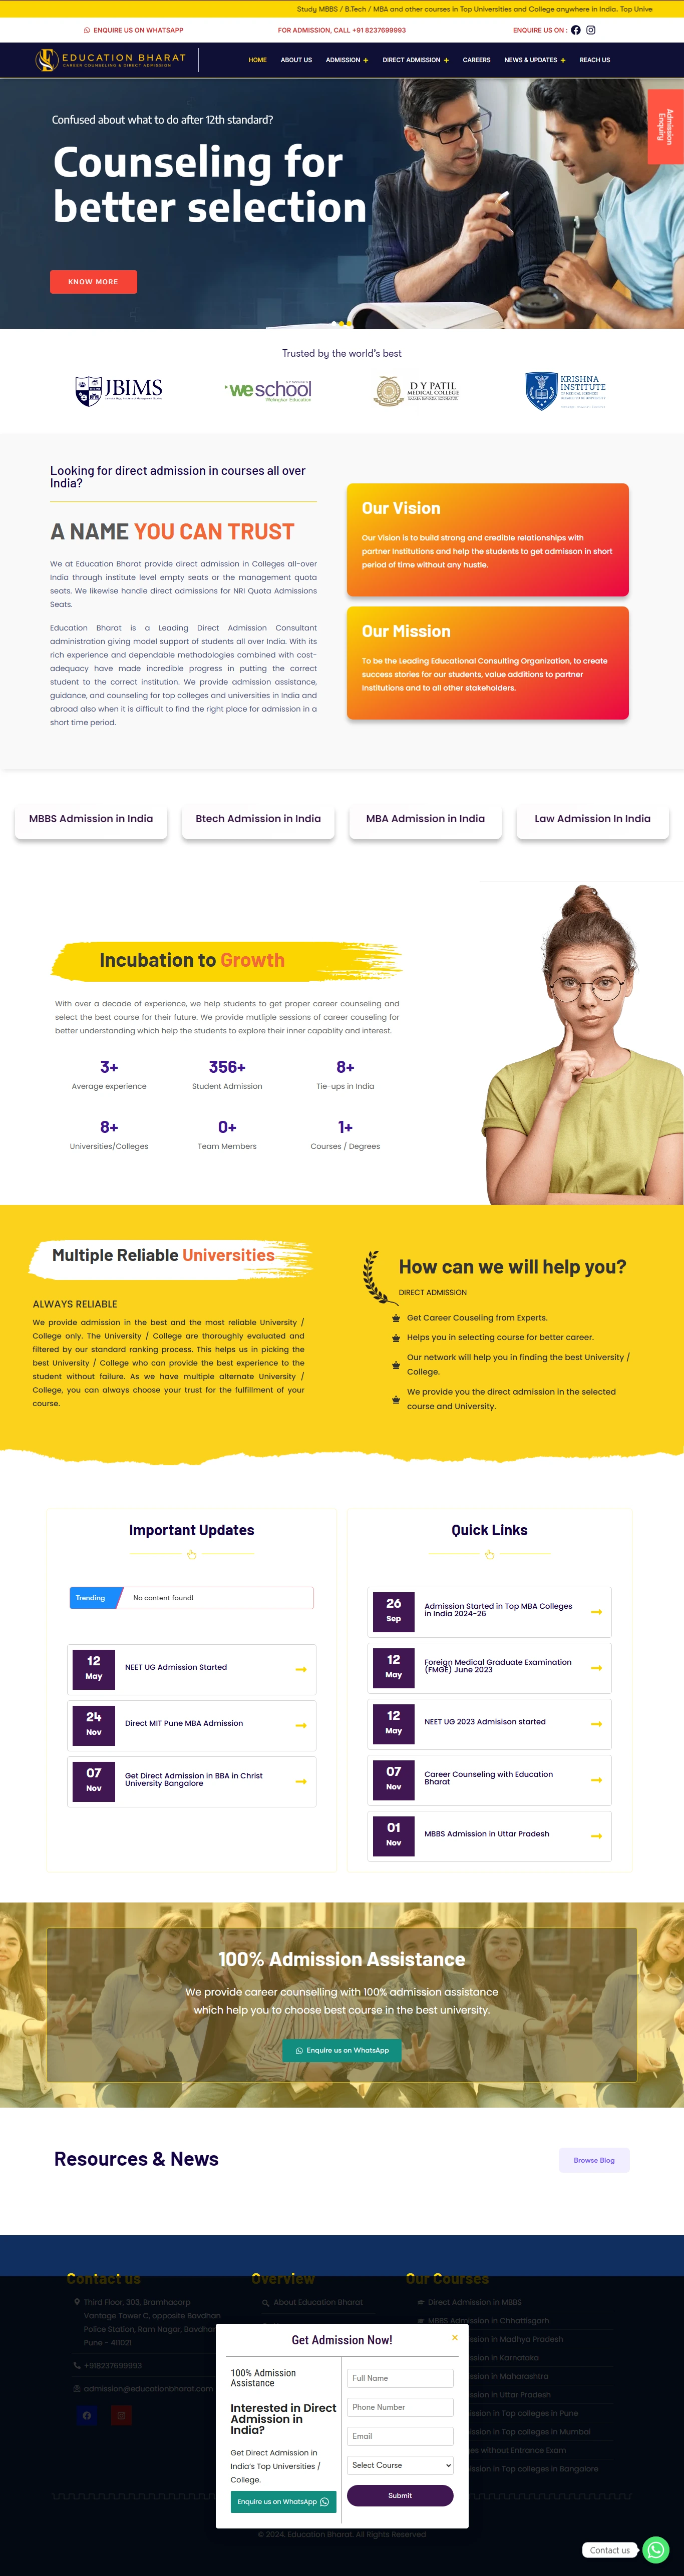 Study MBBS / B.Tech / MBA and other courses in Top Universities and College anywhere in India. Top Unive
ENQUIRE US ON WHATSAPP
FOR ADMISSION, CALL +91 8237699993
ENQUIRE US ON :
EDUCATION BHARAT
CAREER COUNSELING & DIRECT ADMISSION
HOME
ABOUT US
ADMISSION
DIRECT ADMISSION
CAREERS
NEWS & UPDATES
REACH US
Admission
Enquiry
Confused about what to do after 12th standard?
Counseling for
better selection
KNOW MORE
Trusted by the world's best
JBIMS
weschool
Welingkar Education
D Y PATIL
MEDICAL COLLEGE
KRISHNA
INSTITUTE
Looking for direct admission in courses all over
India?
A NAME YOU CAN TRUST
We at Education Bharat provide direct admission in Colleges all-over
India through institute level empty seats or the management quota
seats. We likewise handle direct admissions for NRI Quota Admissions
Seats.
Education Bharat is a Leading Direct Admission Consultant
administration giving model support of students all over India. With its
rich experience and dependable methodologies combined with cost-
adequacy have made incredible progress in putting the correct
student to the correct institution. We provide admission assistance,
guidance, and counseling for top colleges and universities in India and
abroad also when it is difficult to find the right place for admission in a
short time period.
Our Vision
Our Vision is to build strong and credible relationships with
partner Institutions and help the students to get admisson in short
period of time without any hustle.
Our Mission
To be the Leading Educational Consulting Organization, to create
success stories for our students, value additions to partner
Institutions and to all other stakeholders.
MBBS Admission in India
Btech Admission in India
MBA Admission in India
Law Admission In India
Incubation to Growth
With over a decade of experience, we help students to get proper career counseling and
select the best course for their future. We provide mutliple sessions of career couseling for
better understanding which help the students to explore their inner capablity and interest.
3+
Average experience
356+
Student Admission
8+
Tie-ups in India
8+
Universities/Colleges
0+
Team Members
1+
Courses / Degrees
Multiple Reliable Universities
ALWAYS RELIABLE
We provide admission in the best and the most reliable University /
College only. The University / College are thoroughly evaluated and
filtered by our standard ranking process. This helps us in picking the
best University / College who can provide the best experience to the
student without failure. As we have multiple alternate University /
College, you can always choose your trust for the fulfillment of your
course.
How can we will help you?
DIRECT ADMISSION
Get Career Couseling from Experts.
Helps you in selecting course for better career.
Our network will help you in finding the best University /
College.
We provide you the direct admission in the selected
course and University.
Important Updates
Trending
No content found!
12
May
NEET UG Admission Started
24
Nov
Direct MIT Pune MBA Admission
07
Nov
Get Direct Admission in BBA in Christ
University Bangalore
Quick Links
26
Sep
Admission Started in Top MBA Colleges
in India 2024-26
12
May
Foreign Medical Graduate Examination
(FMGE) June 2023
12
May
NEET UG 2023 Admisison started
07
Nov
Career Counseling with Education
Bharat
01
Nov
MBBS Admission in Uttar Pradesh
100% Admission Assistance
We provide career counselling with 100% admission assistance
which help you to choose best course in the best university.
Enquire us on WhatsApp
Resources & News
Browse Blog
Contact us
Third Floor, 303, Bramhacorp
Vantage Tower C, opposite Bavdhan
Police Station, Ram Nagar, Bavdhan
Pune - 411021
+918237699993
admission@educationbharat.com
Overview
About Education Bharat
Our Courses
Direct Admission in MBBS
MBBS Admission in Chhattisgarh
ission in Madhya Pradesh
ission in Karnataka
ission in Maharashtra
ission in Uttar Pradesh
ission in Top colleges in Pune
ission in Top colleges in Mumbai
es without Entrance Exam
ission in Top colleges in Bangalore
Get Admission Now!
×
100% Admission
Assistance
Interested in Direct
Admission in
India?
Get Direct Admission in
India's Top Universities /
College.
Enquire us on WhatsApp
Full Name
Phone Number
Email
Select Course
Submit
© 2024, Education Bharat. All Rights Reserved
Contact us